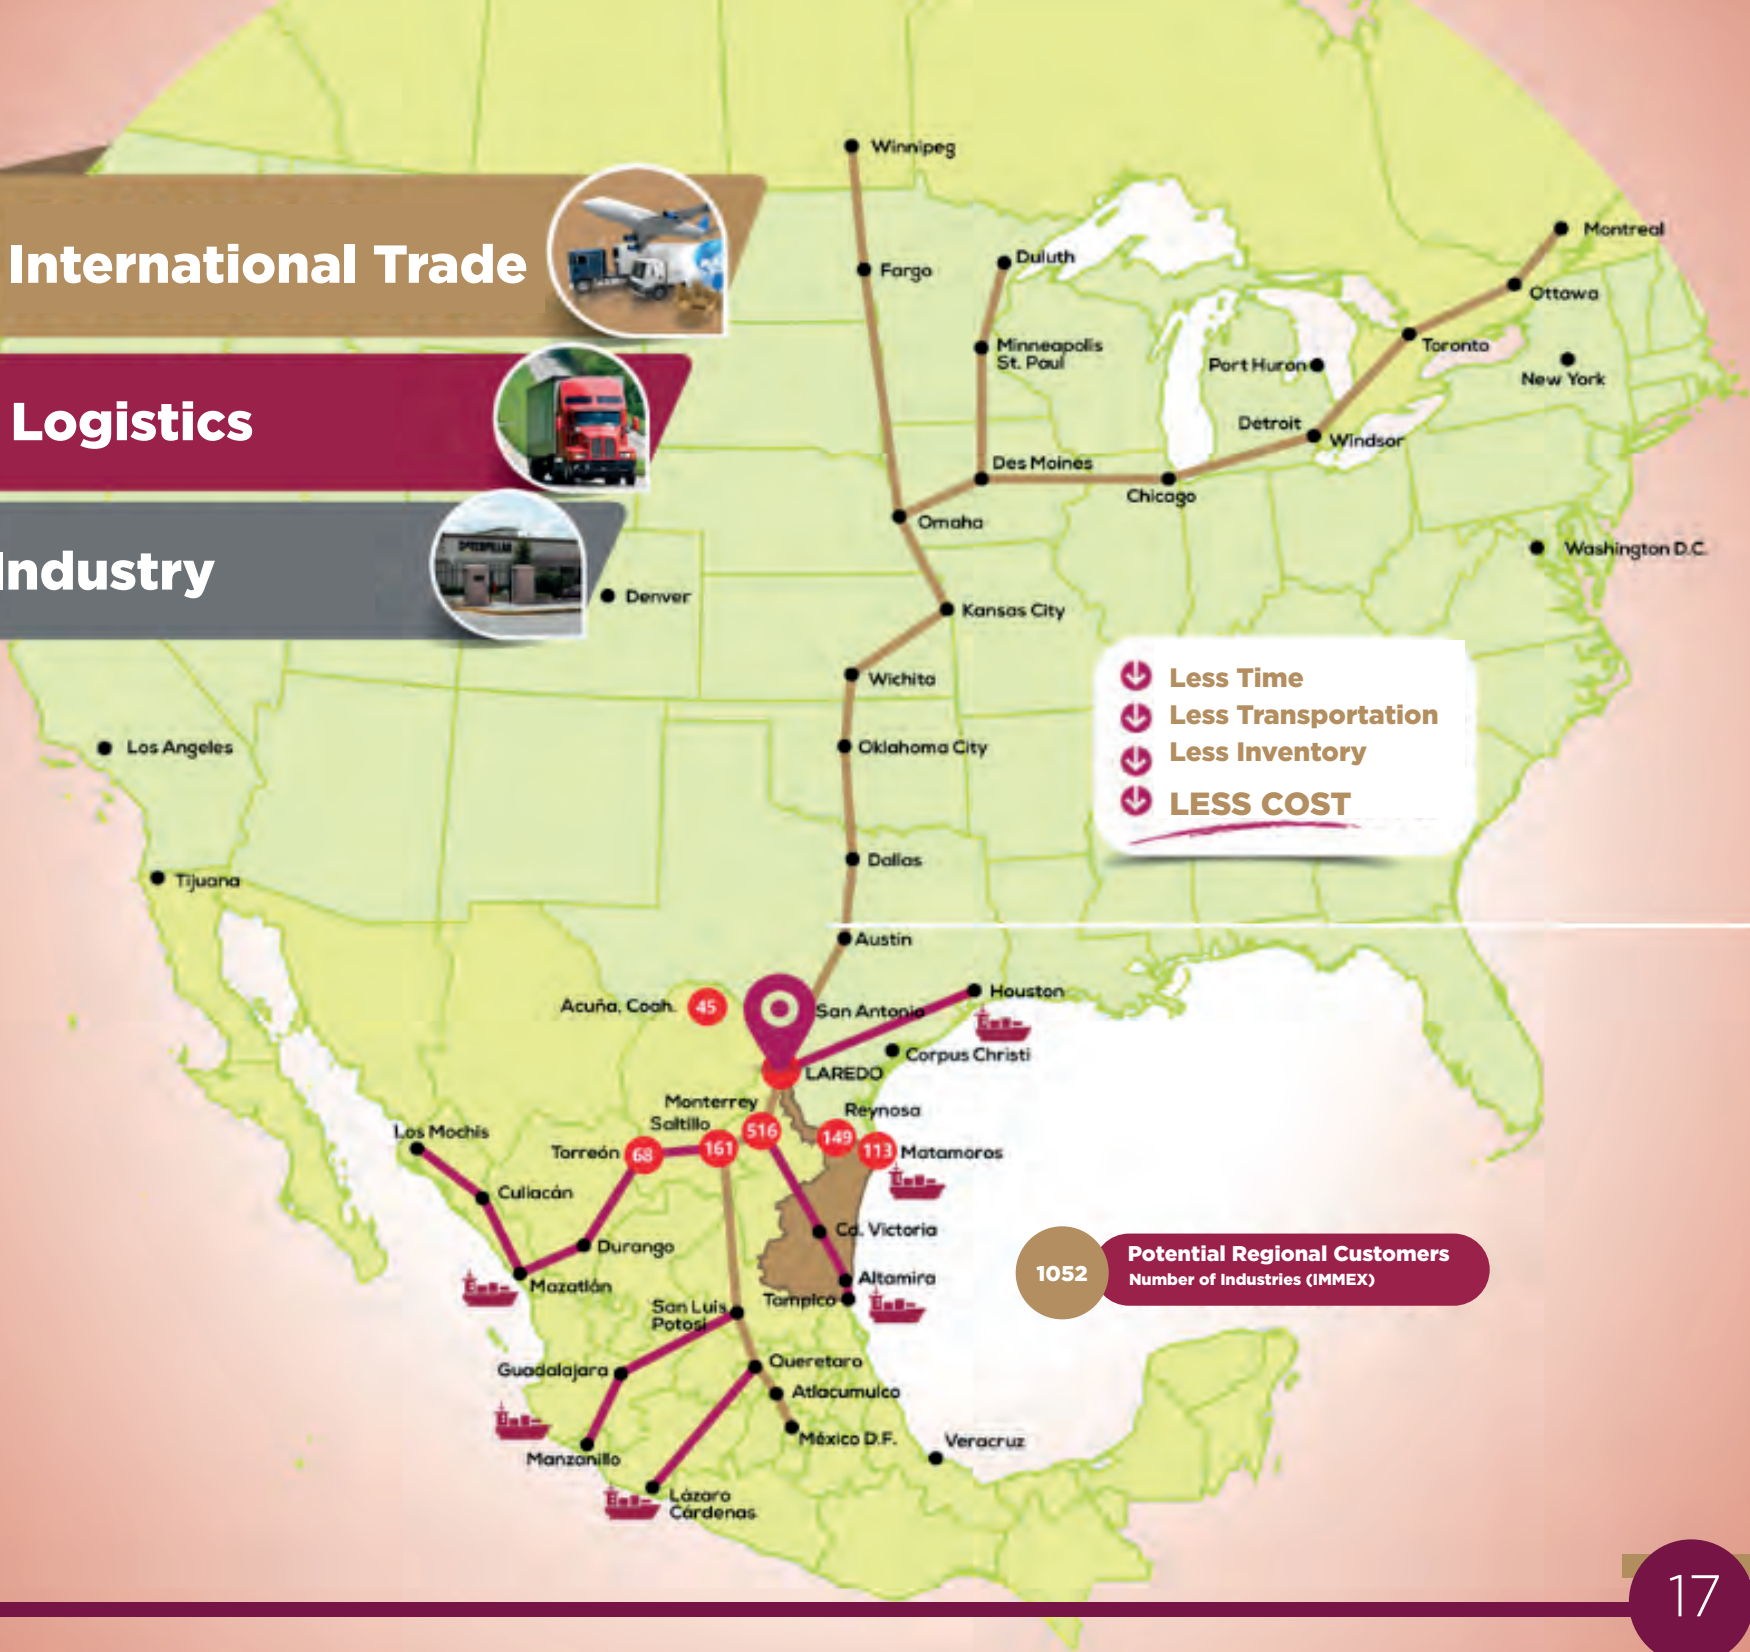 International Trade
Logistics
Industry
Winnipeg
Fargo
Duluth
Minneapolis
St. Paul
Montreal
Ottawa
Toronto
Port Huron
New York
Detroit
Windsor
Des Moines
Chicago
Omaha
Washington D.C.
Denver
Kansas City
Wichita
Less Time
Less Transportation
Less Inventory
LESS COST
Los Angeles
Oklahoma City
Dallas
Tijuana
Austin
Acuña, Coah.
45
San Antonio
Houston
Corpus Christi
LAREDO
Monterrey
Saltillo
Reynosa
Los Mochis
Torreón
68
161
516
149
113
Matamoros
Culiacán
Cd. Victoria
Durango
Mazatlán
Altamira
Tampico
1052
Potential Regional Customers
Number of Industries (IMMEX)
San Luis
Potosí
Guadalajara
Queretaro
Atlacumulco
México D.F.
Veracruz
Manzanillo
Lázaro
Cárdenas
17